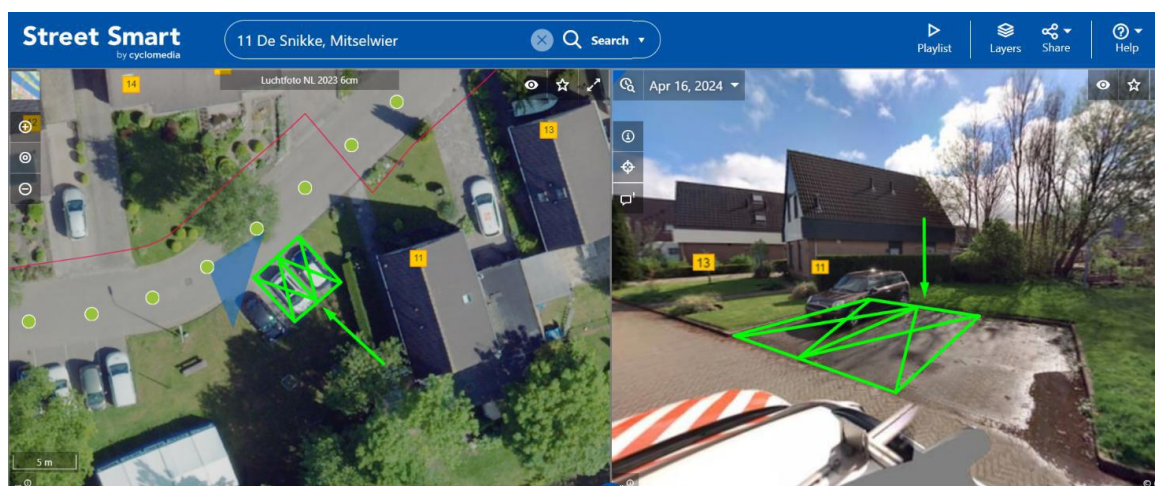 Street Smart
by cyclomedia
11 De Snikke, Mitselwier
Search
Playlist
Layers
Share
Help
14
Luchtfoto NL 2023 6cm
13
11
5 m
Apr 16, 2024
13
11